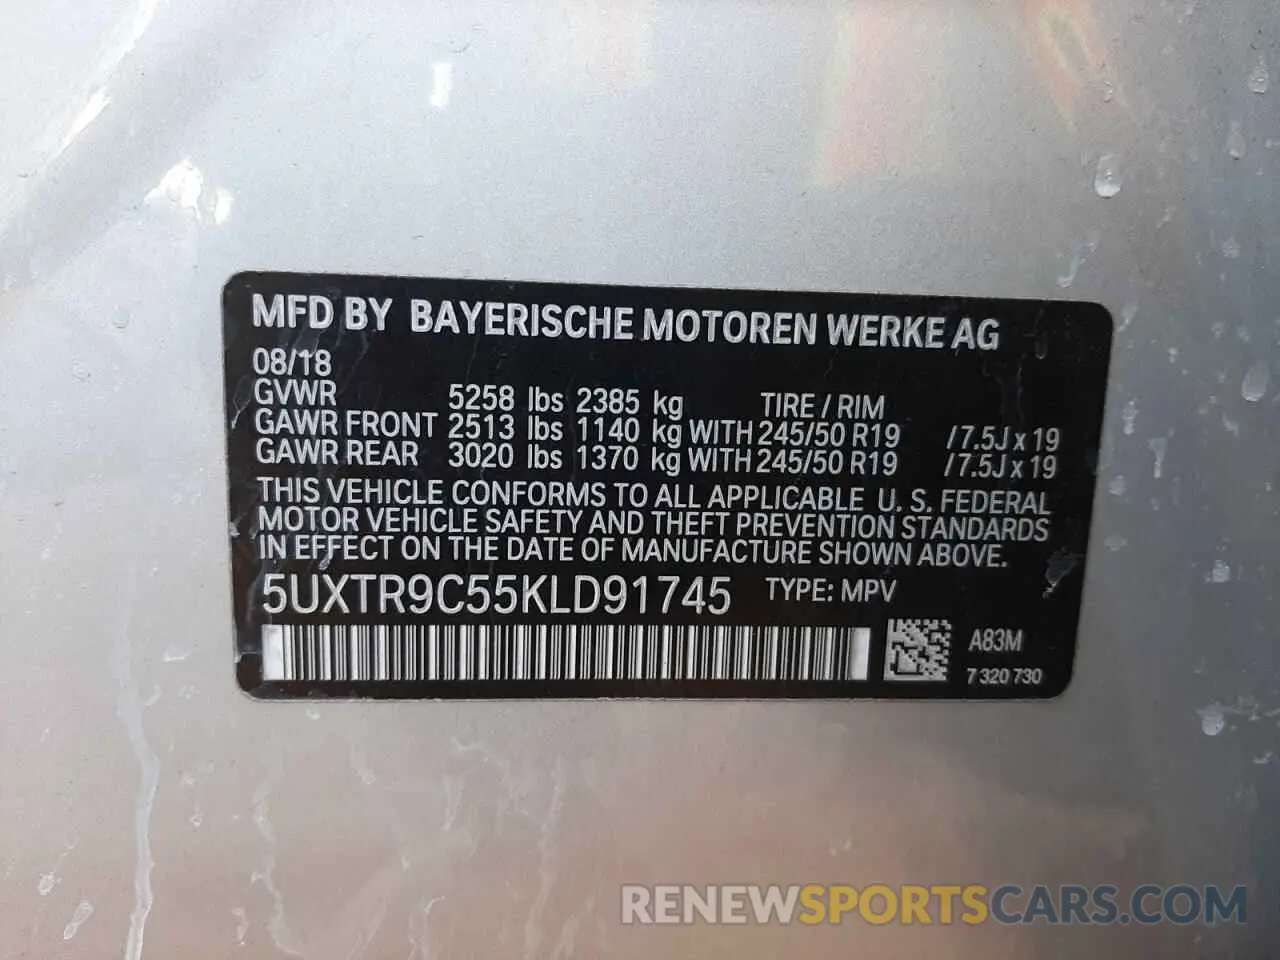 MFD BY BAYERISCHE MOTOREN WERKE AG
08/18
GVWR 5258 lbs 2385 kg TIRE / RIM
GAWR FRONT 2513 lbs 1140 kg WITH 245/50 R19 / 7.5J x 19
GAWR REAR 3020 lbs 1370 kg WITH 245/50 R19 / 7.5J x 19
THIS VEHICLE CONFORMS TO ALL APPLICABLE U. S. FEDERAL
MOTOR VEHICLE SAFETY AND THEFT PREVENTION STANDARDS
IN EFFECT ON THE DATE OF MANUFACTURE SHOWN ABOVE.
5UXTR9C55KLD91745 TYPE: MPV
A83M
7 320 730
RENEWSPORTSCARS.COM